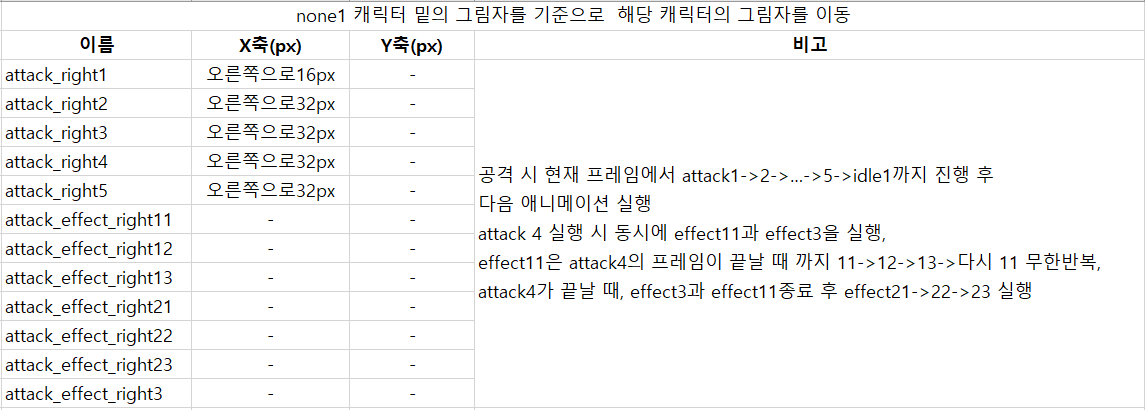 none1 캐릭터 밑의 그림자를 기준으로 해당 캐릭터의 그림자를 이동
이름 X축(px) Y축(px) 비고
attack_right1 오른쪽으로16px -
attack_right2 오른쪽으로32px -
attack_right3 오른쪽으로32px -
attack_right4 오른쪽으로32px -
attack_right5 오른쪽으로32px -
attack_effect_right11 - -
attack_effect_right12 - -
attack_effect_right13 - -
attack_effect_right21 - -
attack_effect_right22 - -
attack_effect_right23 - -
attack_effect_right3 - -
공격 시 현재 프레임에서 attack1->2->...->5->idle1까지 진행 후
다음 애니메이션 실행
attack 4 실행 시 동시에 effect11과 effect3을 실행,
effect11은 attack4의 프레임이 끝날 때 까지 11->12->13->다시 11 무한반복,
attack4가 끝날 때, effect3과 effect11종료 후 effect21->22->23 실행